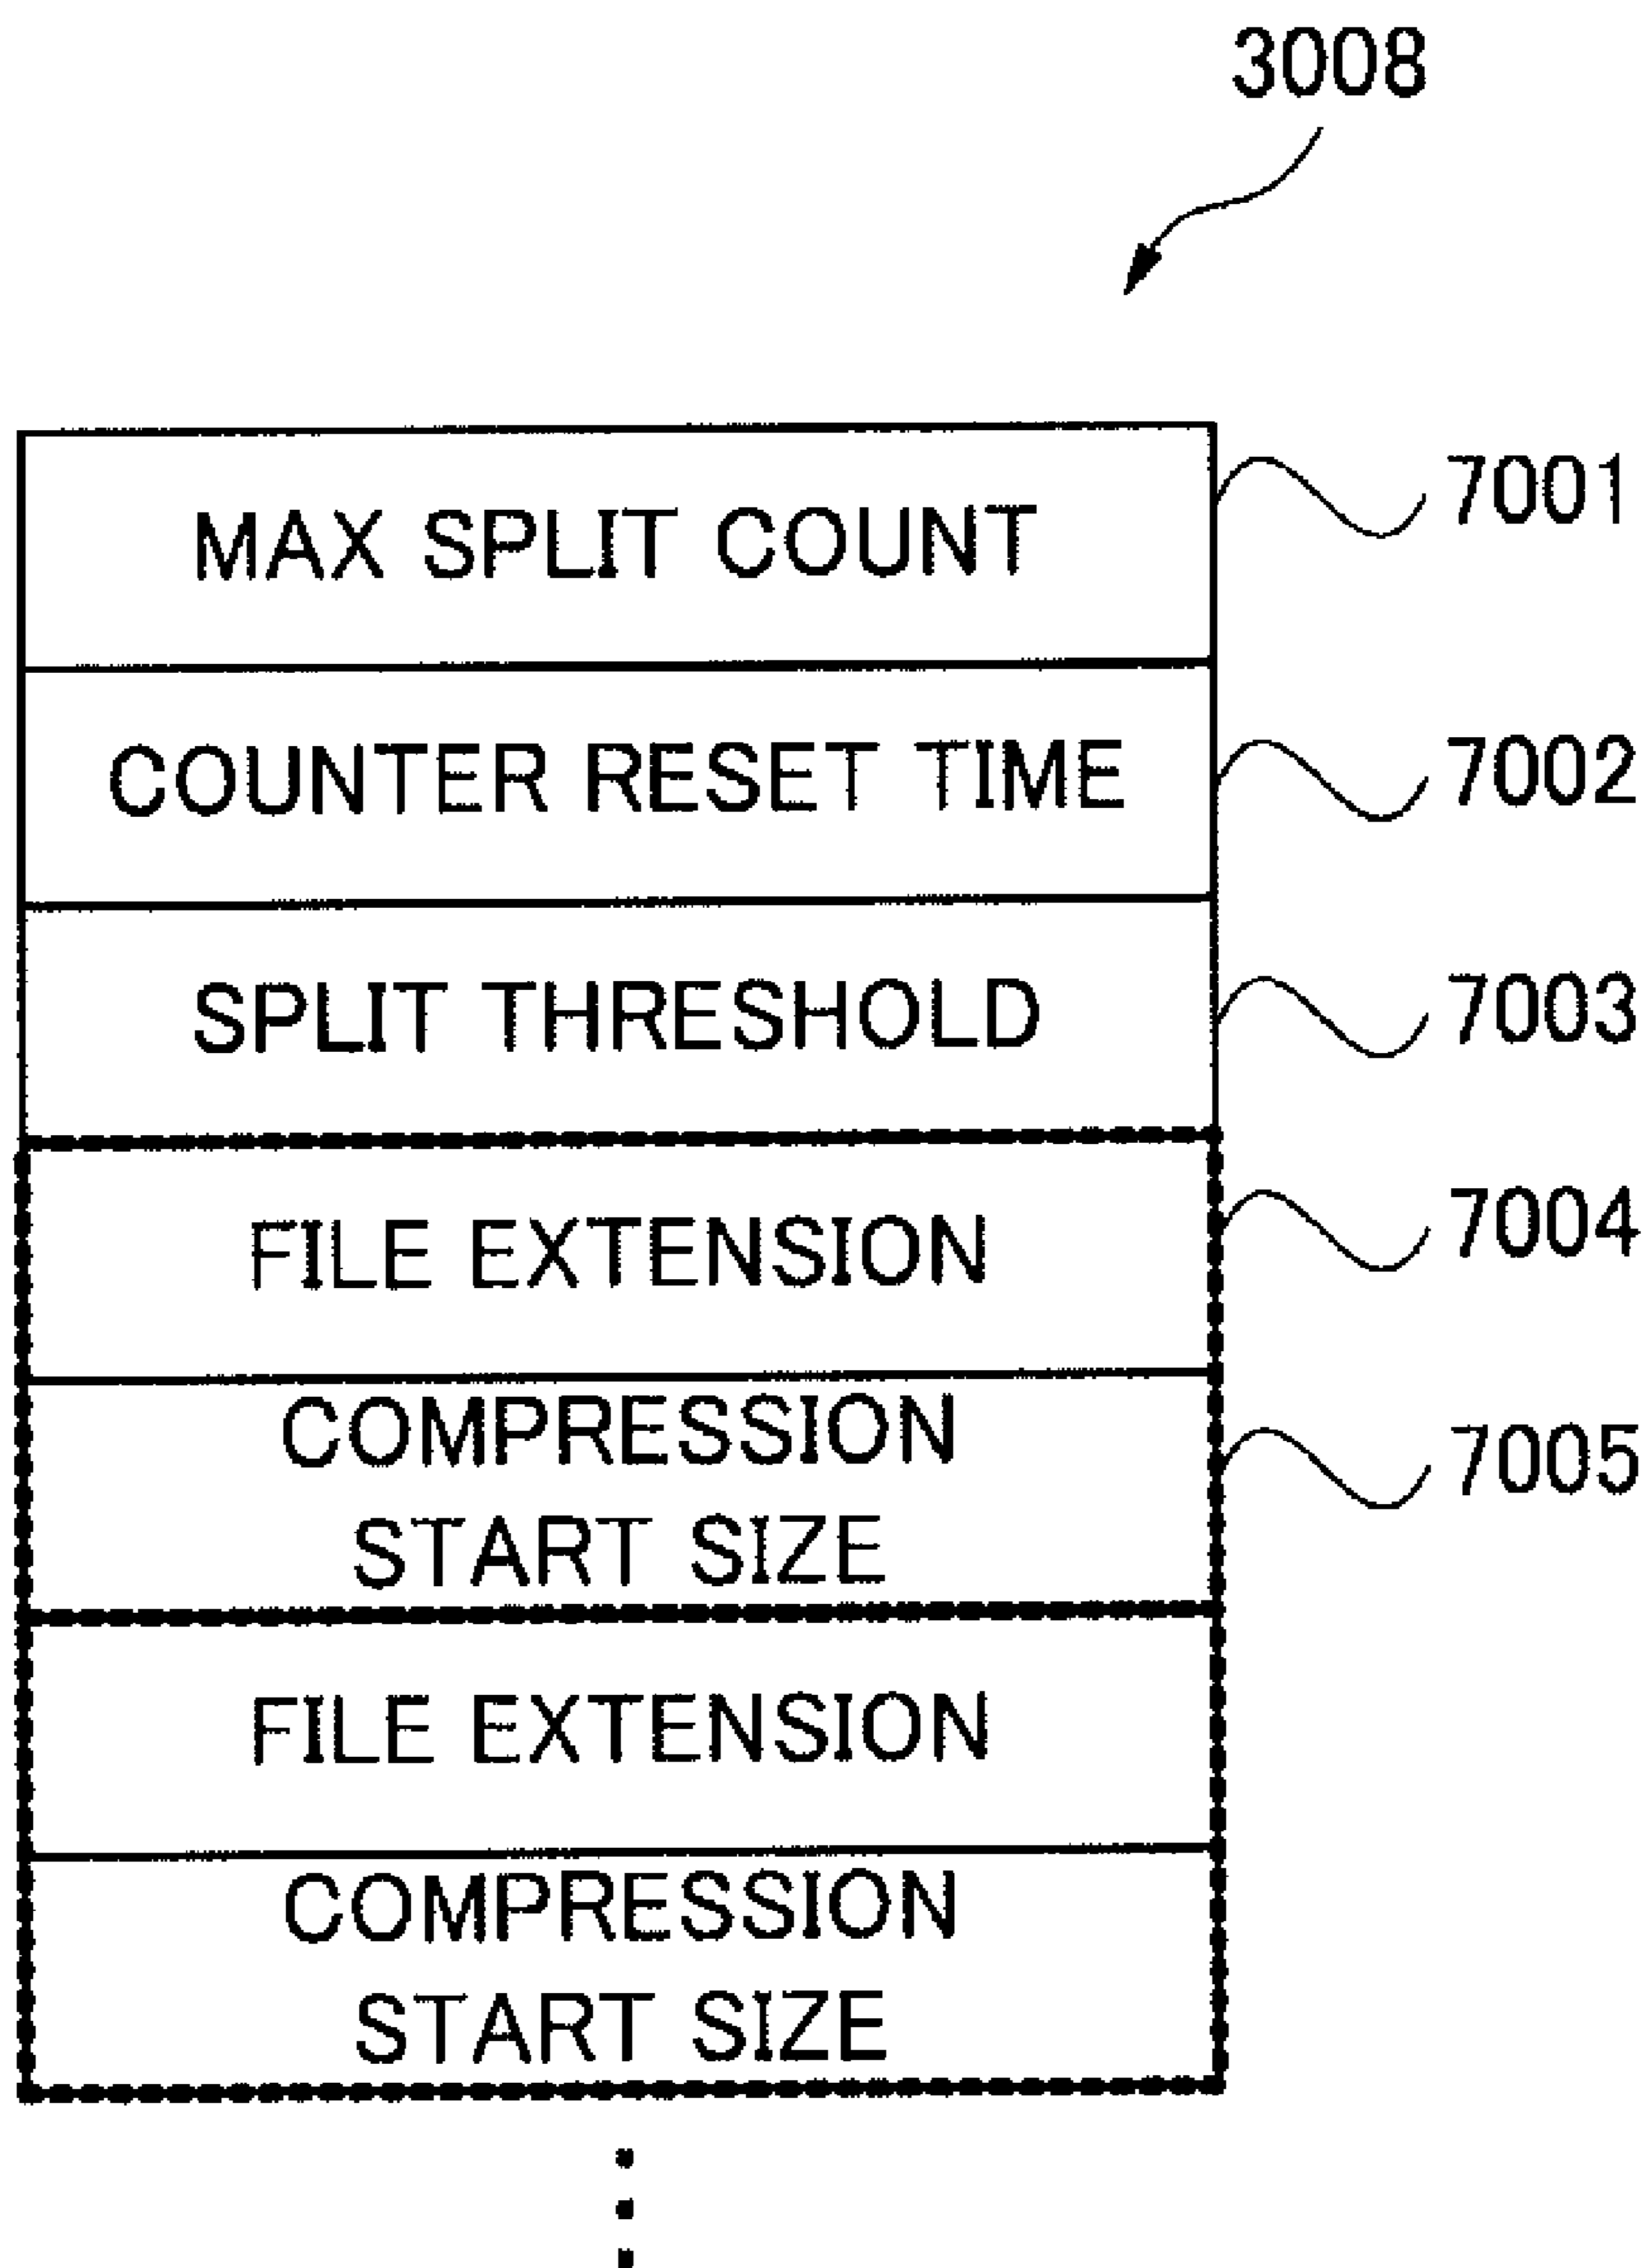 3008
MAX SPLIT COUNT 7001
COUNTER RESET TIME 7002
SPLIT THRESHOLD 7003
FILE EXTENSION 7004
COMPRESSION 7005
START SIZE
FILE EXTENSION
COMPRESSION
START SIZE